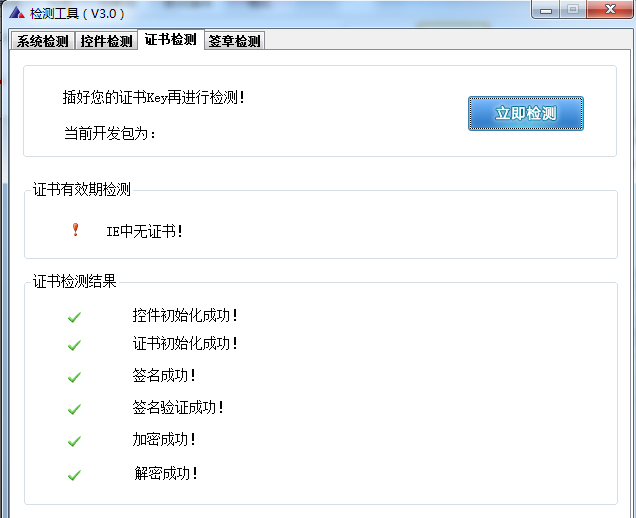 检测工具（V3.0）
系统检测 控件检测 证书检测 签章检测
插好您的证书Key再进行检测!
立即检测
当前开发包为:
证书有效期检测
IE中无证书!
证书检测结果
控件初始化成功!
证书初始化成功!
签名成功!
签名验证成功!
加密成功!
解密成功!